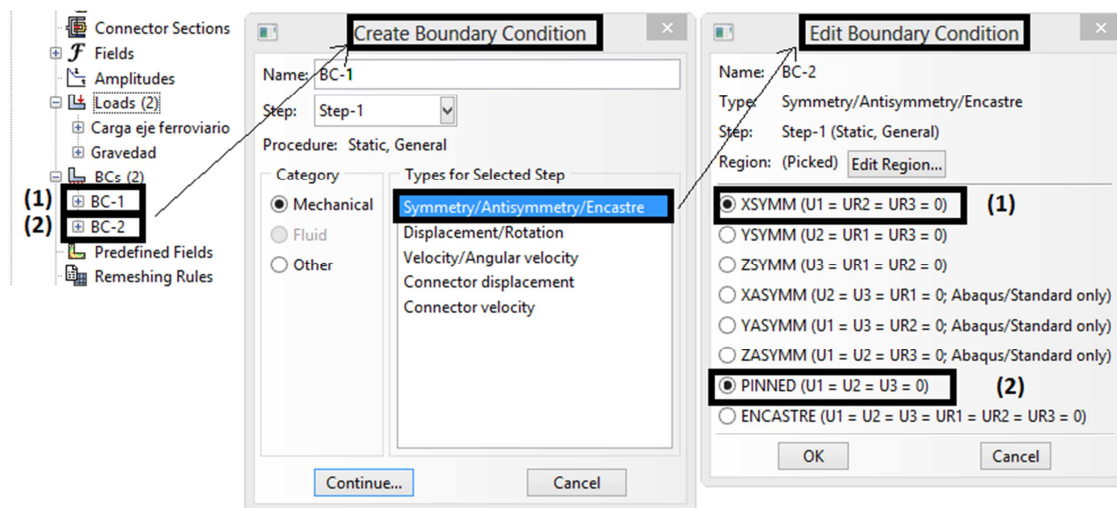 Connector Sections
Fields
Amplitudes
Loads (2)
Carga eje ferroviario
Gravedad
BCs (2)
(1) BC-1
(2) BC-2
Predefined Fields
Remeshing Rules
Create Boundary Condition
Name: BC-1
Step: Step-1
Procedure: Static, General
Category
Mechanical
Fluid
Other
Types for Selected Step
Symmetry/Antisymmetry/Encastre
Displacement/Rotation
Velocity/Angular velocity
Connector displacement
Connector velocity
Continue...
Cancel
Edit Boundary Condition
Name: BC-2
Type: Symmetry/Antisymmetry/Encastre
Step: Step-1 (Static, General)
Region: (Picked) Edit Region...
XSYMM (U1 = UR2 = UR3 = 0) (1)
YSYMM (U2 = UR1 = UR3 = 0)
ZSYMM (U3 = UR1 = UR2 = 0)
XASYMM (U2 = U3 = UR1 = 0; Abaqus/Standard only)
YASYMM (U1 = U3 = UR2 = 0; Abaqus/Standard only)
ZASYMM (U1 = U2 = UR3 = 0; Abaqus/Standard only)
PINNED (U1 = U2 = U3 = 0) (2)
ENCASTRE (U1 = U2 = U3 = UR1 = UR2 = UR3 = 0)
OK
Cancel